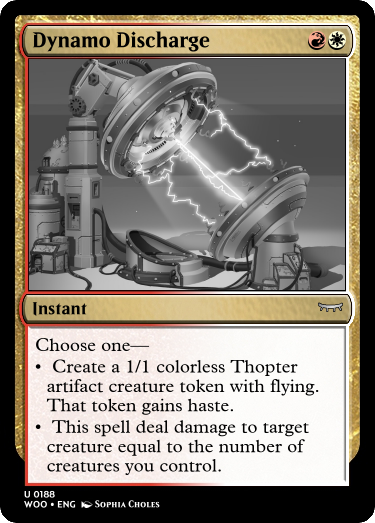 Dynamo Discharge
Instant
Choose one—
• Create a 1/1 colorless Thopter
artifact creature token with flying.
That token gains haste.
• This spell deal damage to target
creature equal to the number of
creatures you control.
U 0188
WOO • ENG Sophia Choles